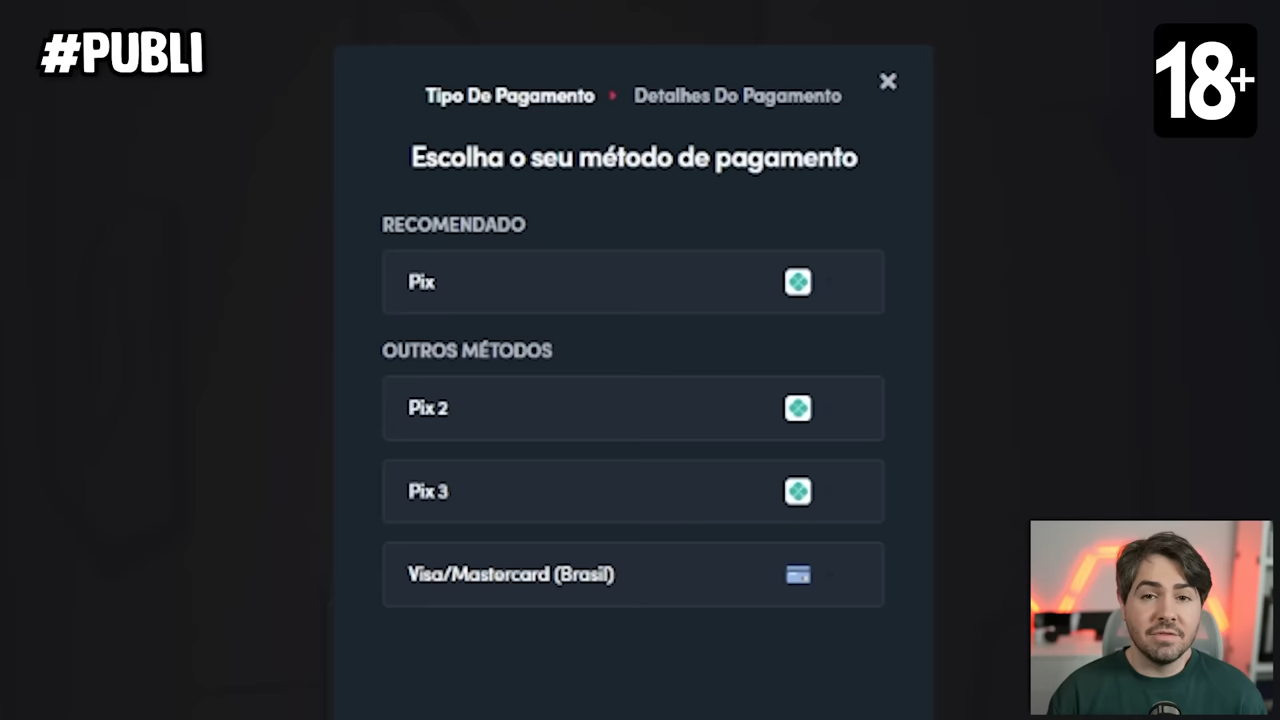 #PUBLI
18+
Tipo De Pagamento Detalhes Do Pagamento
Escolha o seu método de pagamento
RECOMENDADO
Pix
OUTROS MÉTODOS
Pix 2
Pix 3
Visa/Mastercard (Brasil)